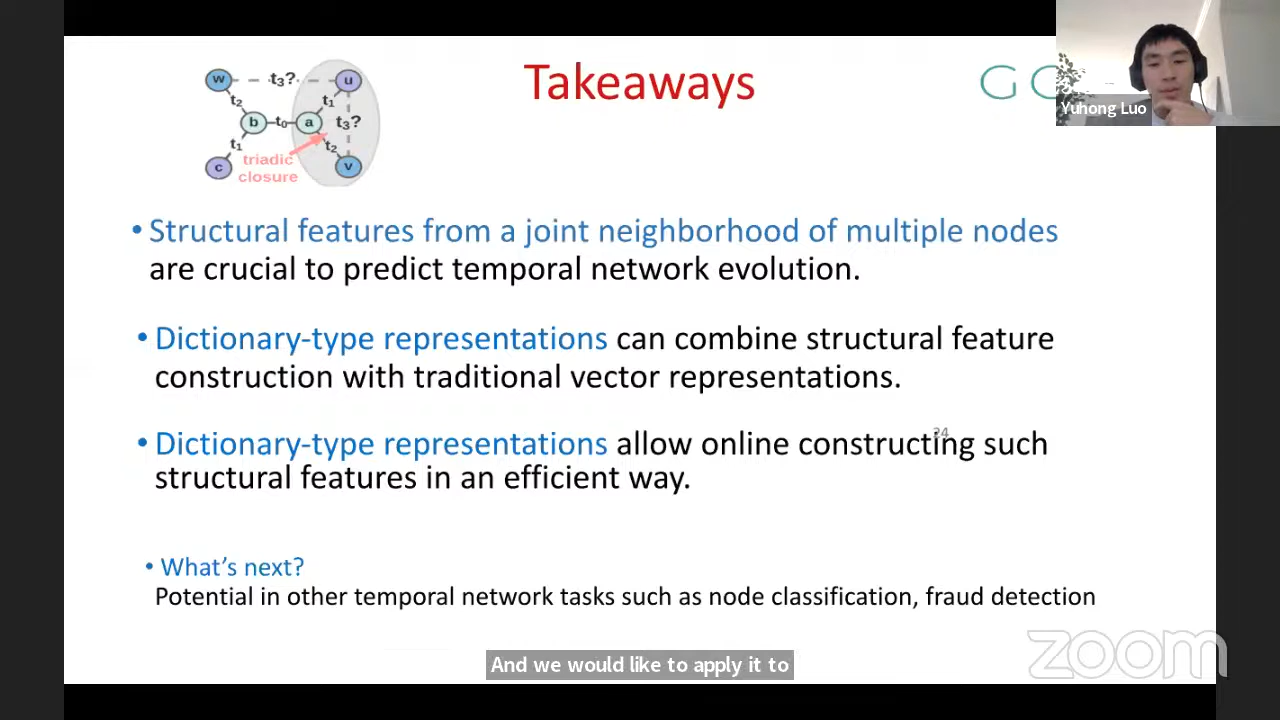 Takeaways
Yuhong Luo
w
t₃?
u
t₂
t₁
b
t₀
a
t₃?
t₁
t₂
c
v
triadic
closure
• Structural features from a joint neighborhood of multiple nodes
are crucial to predict temporal network evolution.
• Dictionary-type representations can combine structural feature
construction with traditional vector representations.
24
• Dictionary-type representations allow online constructing such
structural features in an efficient way.
• What’s next?
Potential in other temporal network tasks such as node classification, fraud detection
And we would like to apply it to
zoom